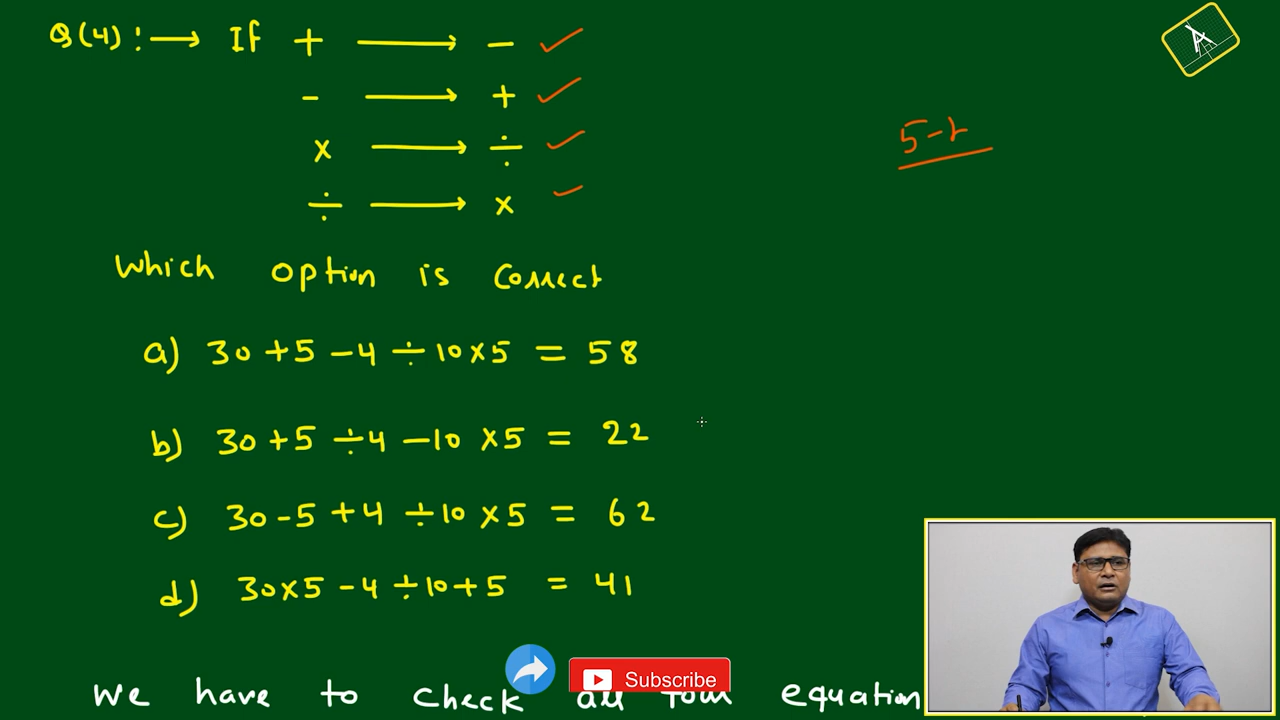 Q(4) :→ If + → -
- → +
× → ÷
÷ → ×
5-2
Which option is correct
a) 30 + 5 - 4 ÷ 10 × 5 = 58
b) 30 + 5 ÷ 4 - 10 × 5 = 22
c) 30 - 5 + 4 ÷ 10 × 5 = 62
d) 30 × 5 - 4 ÷ 10 + 5 = 41
Subscribe
We have to check all four equation